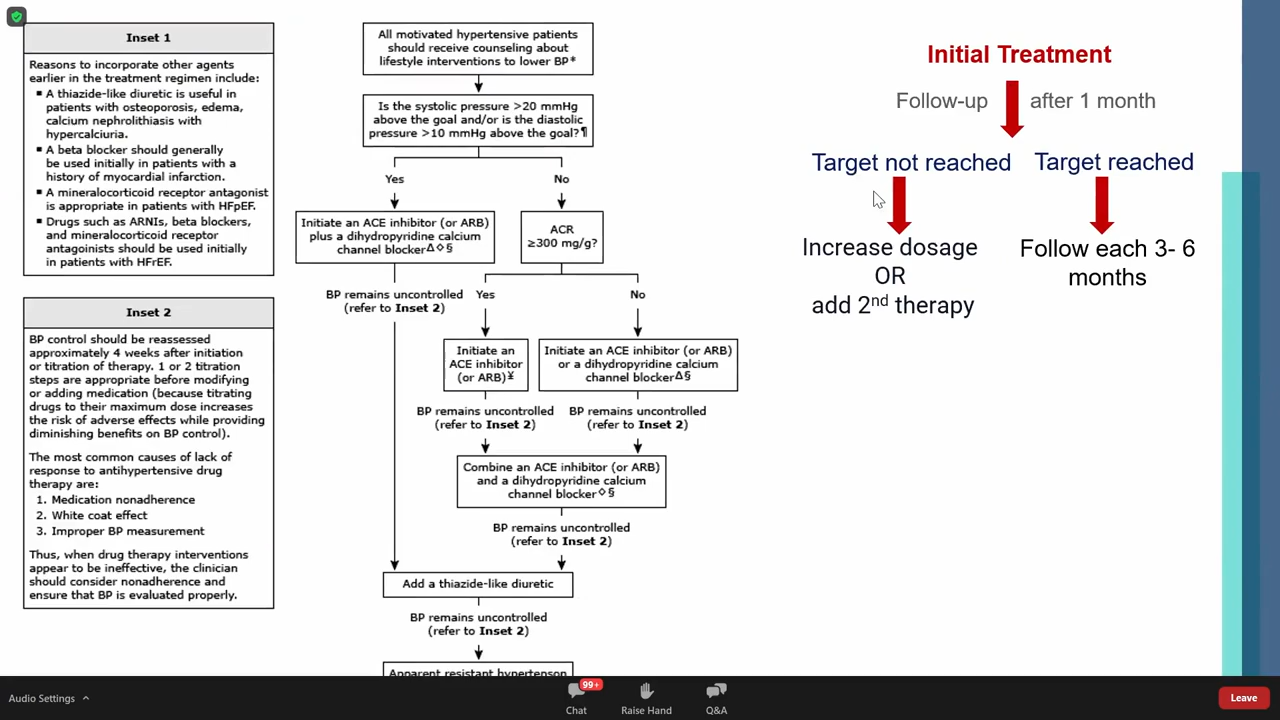 Inset 1
Reasons to incorporate other agents
earlier in the treatment regimen include:
▪ A thiazide-like diuretic is useful in
patients with osteoporosis, edema,
calcium nephrolithiasis with
hypercalciuria.
▪ A beta blocker should generally
be used initially in patients with a
history of myocardial infarction.
▪ A mineralocorticoid receptor antagonist
is appropriate in patients with HFpEF.
▪ Drugs such as ARNIs, beta blockers,
and mineralocorticoid receptor
antagoinists should be used initially
in patients with HFrEF.
Inset 2
BP control should be reassessed
approximately 4 weeks after initiation
or titration of therapy. 1 or 2 titration
steps are appropriate before modifying
or adding medication (because titrating
drugs to their maximum dose increases
the risk of adverse effects while providing
diminishing benefits on BP control).
The most common causes of lack of
response to antihypertensive drug
therapy are:
1. Medication nonadherence
2. White coat effect
3. Improper BP measurement
Thus, when drug therapy interventions
appear to be ineffective, the clinician
should consider nonadherence and
ensure that BP is evaluated properly.
All motivated hypertensive patients
should receive counseling about
lifestyle interventions to lower BP*
Is the systolic pressure >20 mmHg
above the goal and/or is the diastolic
pressure >10 mmHg above the goal?¶
Yes
No
Initiate an ACE inhibitor (or ARB)
plus a dihydropyridine calcium
channel blockerΔ◇§
ACR
≥300 mg/g?
BP remains uncontrolled
(refer to Inset 2)
Yes
No
Initiate an
ACE inhibitor
(or ARB)¥
Initiate an ACE inhibitor (or ARB)
or a dihydropyridine calcium
channel blockerΔ§
BP remains uncontrolled
(refer to Inset 2)
BP remains uncontrolled
(refer to Inset 2)
Combine an ACE inhibitor (or ARB)
and a dihydropyridine calcium
channel blocker◇§
BP remains uncontrolled
(refer to Inset 2)
Add a thiazide-like diuretic
BP remains uncontrolled
(refer to Inset 2)
Apparent resistant hypertenson
Initial Treatment
Follow-up after 1 month
Target not reached
Target reached
Increase dosage
OR
add 2nd therapy
Follow each 3- 6
months
Audio Settings
99+
Chat
Raise Hand
Q&A
Leave